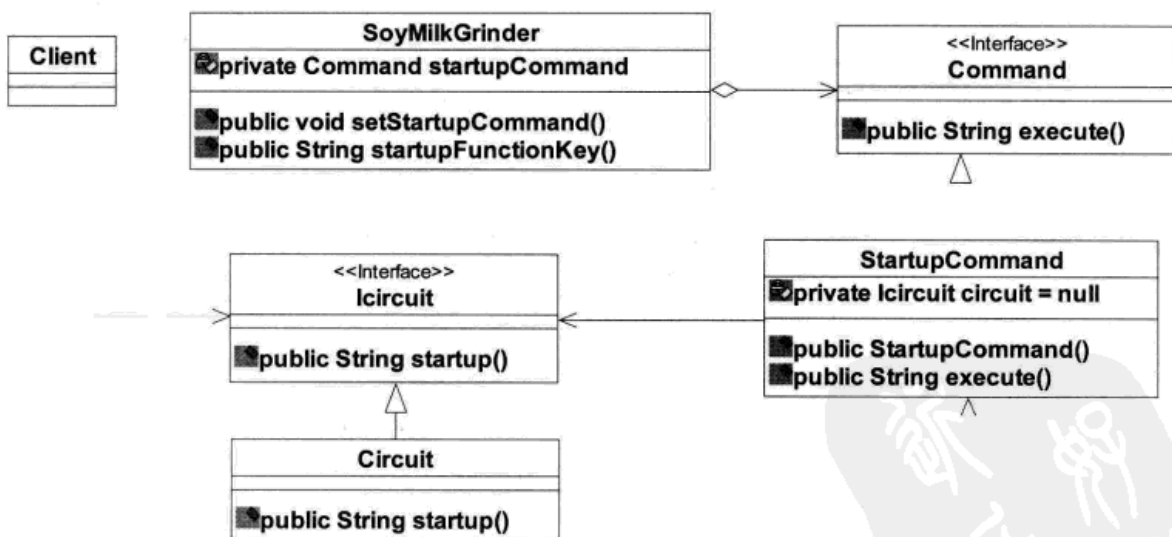 Client
SoyMilkGrinder
private Command startupCommand
public void setStartupCommand()
public String startupFunctionKey()
<<Interface>>
Command
public String execute()
<<Interface>>
Icircuit
public String startup()
StartupCommand
private Icircuit circuit = null
public StartupCommand()
public String execute()
Circuit
public String startup()